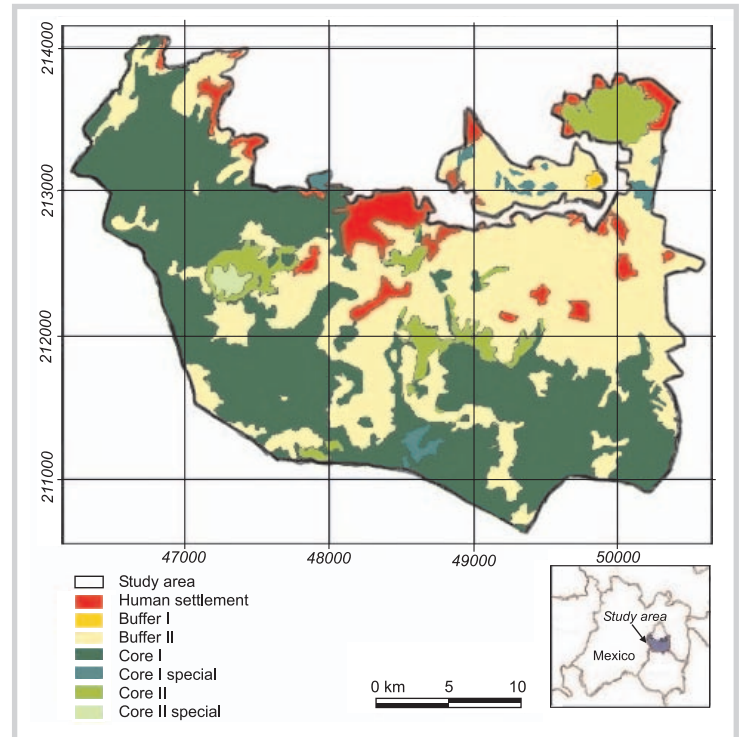 214000
213000
212000
211000
47000 48000 49000 50000
Study area
Human settlement
Buffer I
Buffer II
Core I
Core I special
Core II
Core II special
0 km 5 10
Study area
Mexico